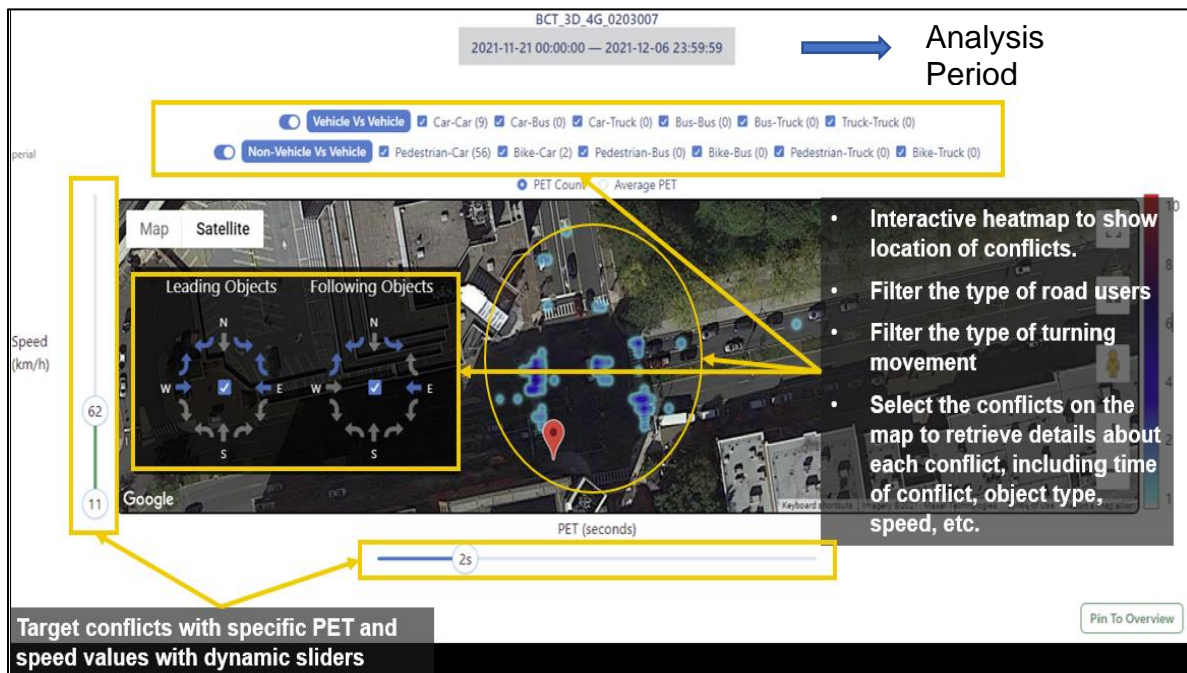 BCT_3D_4G_0203007
2021-11-21 00:00:00 — 2021-12-06 23:59:59
Analysis
Period
Vehicle Vs Vehicle Car-Car (9) Car-Bus (0) Car-Truck (0) Bus-Bus (0) Bus-Truck (0) Truck-Truck (0)
perial
Non-Vehicle Vs Vehicle Pedestrian-Car (56) Bike-Car (2) Pedestrian-Bus (0) Bike-Bus (0) Pedestrian-Truck (0) Bike-Truck (0)
PET Count Average PET
Map Satellite
Leading Objects Following Objects
N N
W E W E
S S
Speed
(km/h)
62
11
Google
• Interactive heatmap to show
location of conflicts.
• Filter the type of road users
• Filter the type of turning
movement
• Select the conflicts on the
map to retrieve details about
each conflict, including time
of conflict, object type,
speed, etc.
10
8
6
4
2
1
Keyboard shortcuts
PET (seconds)
2s
Target conflicts with specific PET and
speed values with dynamic sliders
Pin To Overview